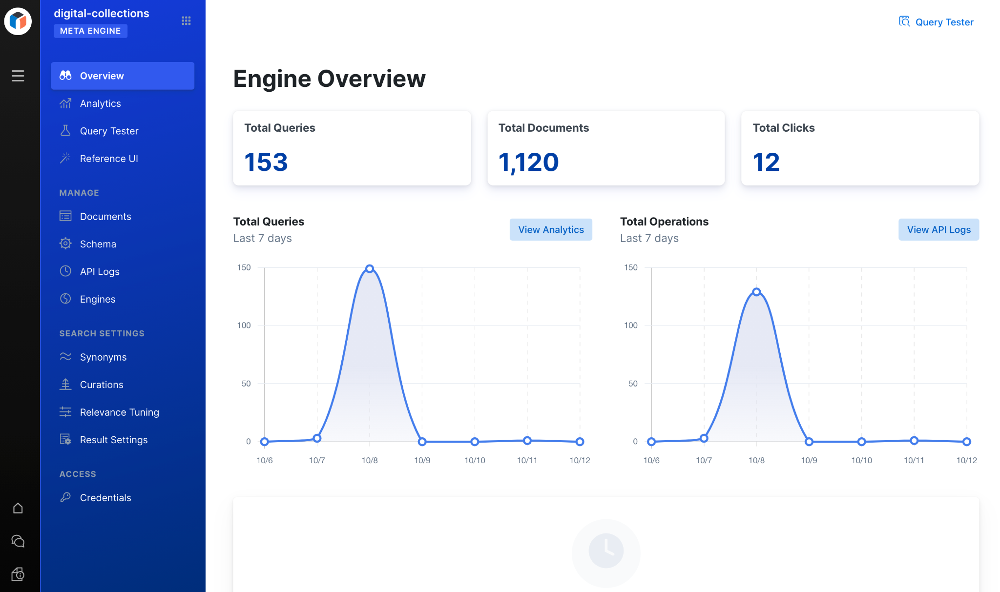 digital-collections
META ENGINE
Overview
Analytics
Query Tester
Reference UI
MANAGE
Documents
Schema
API Logs
Engines
SEARCH SETTINGS
Synonyms
Curations
Relevance Tuning
Result Settings
ACCESS
Credentials
Query Tester
Engine Overview
Total Queries
153
Total Documents
1,120
Total Clicks
12
Total Queries
Last 7 days
View Analytics
150
100
50
0
10/6 10/7 10/8 10/9 10/10 10/11 10/12
Total Operations
Last 7 days
View API Logs
150
100
50
0
10/6 10/7 10/8 10/9 10/10 10/11 10/12